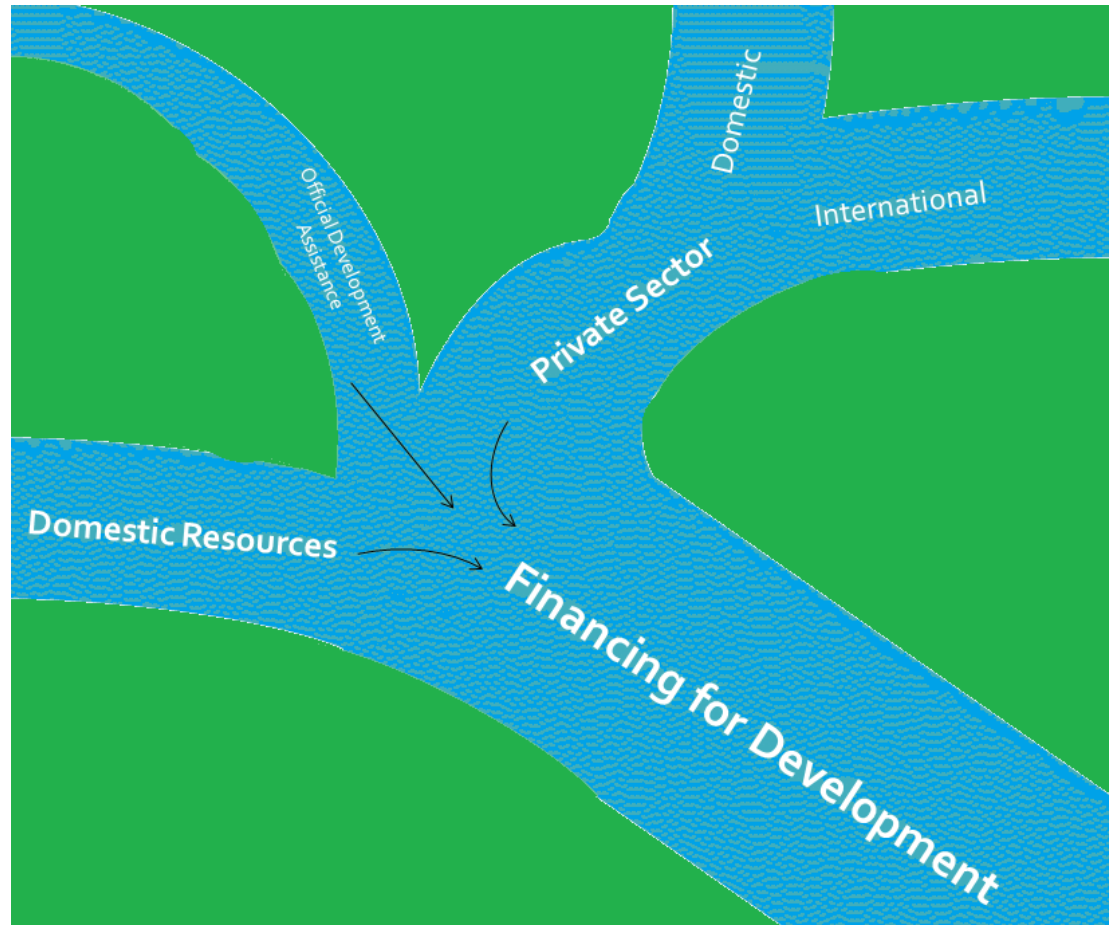 Domestic
International
Official Development
Assistance
Private Sector
Domestic Resources
Financing for Development